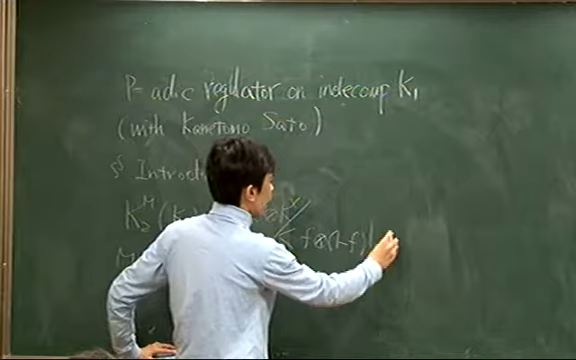 P-adic regulator on indecomp K₁
(with Kanetomo Sato)
§ Introd
K₂ᴹ(K) ⊗K×/
f⊗(1-f)|